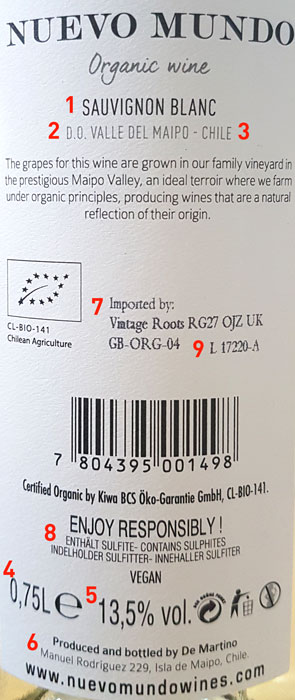 NUEVO MUNDO
Organic wine
1 SAUVIGNON BLANC
2 D.O. VALLE DEL MAIPO - CHILE 3
The grapes for this wine are grown in our family vineyard in
the prestigious Maipo Valley, an ideal terroir where we farm
under organic principles, producing wines that are a natural
reflection of their origin.
CL-BIO-141
Chilean Agriculture
7 Imported by:
Vintage Roots RG27 OJZ UK
GB-ORG-04 9 L 17220-A
7 804395 001498
Certified Organic by Kiwa BCS Öko-Garantie GmbH, CL-BIO-141.
8 ENJOY RESPONSIBLY !
ENTHÄLT SULFITE- CONTAINS SULPHITES
INDEHOLDER SULFITTER- INNEHALLER SULFITER
VEGAN
4 0,75L e 5 13,5% vol.
6 Produced and bottled by De Martino
Manuel Rodríguez 229, Isla de Maipo, Chile.
www.nuevomundowines.com